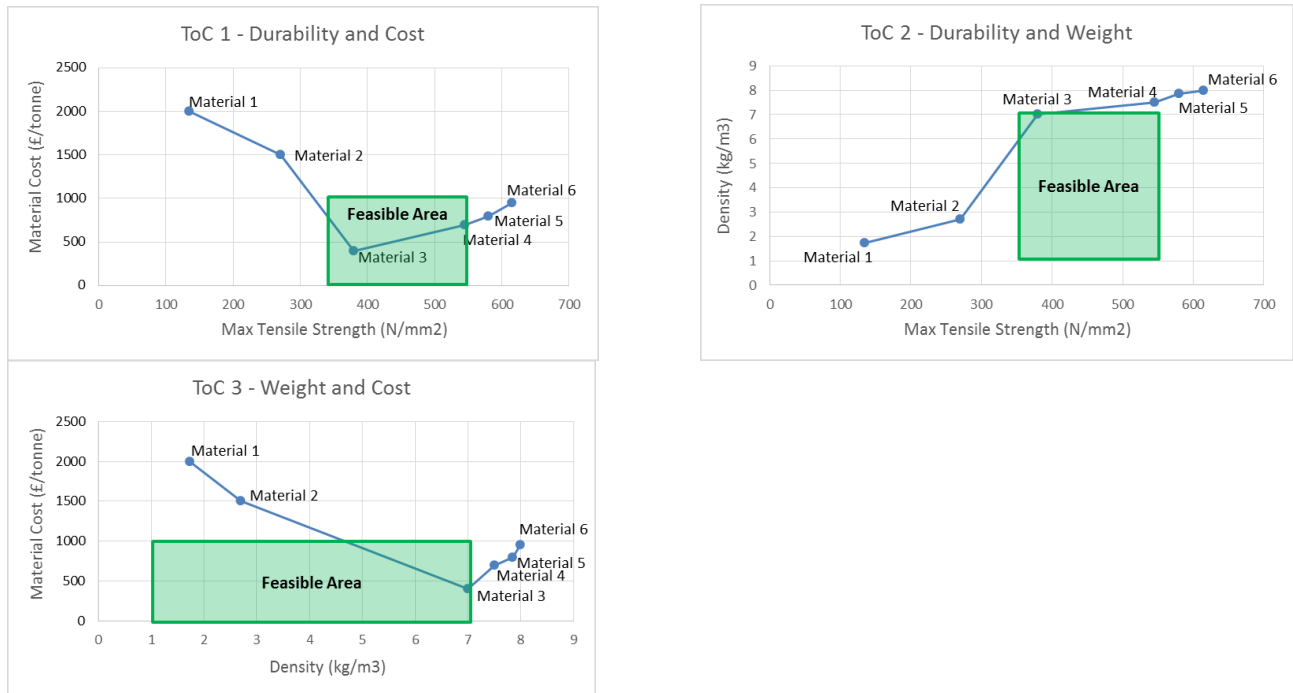 ToC 1 - Durability and Cost
Material Cost (£/tonne)
2500
2000
1500
1000
500
0
Material 1
Material 2
Material 6
Feasible Area
Material 5
Material 4
Material 3
0 100 200 300 400 500 600 700
Max Tensile Strength (N/mm2)
ToC 2 - Durability and Weight
Density (kg/m3)
9
8
7
6
5
4
3
2
1
0
Material 6
Material 4
Material 3
Material 5
Feasible Area
Material 2
Material 1
0 100 200 300 400 500 600 700
Max Tensile Strength (N/mm2)
ToC 3 - Weight and Cost
Material Cost (£/tonne)
2500
2000
1500
1000
500
0
Material 1
Material 2
Material 6
Material 5
Feasible Area
Material 4
Material 3
0 1 2 3 4 5 6 7 8 9
Density (kg/m3)